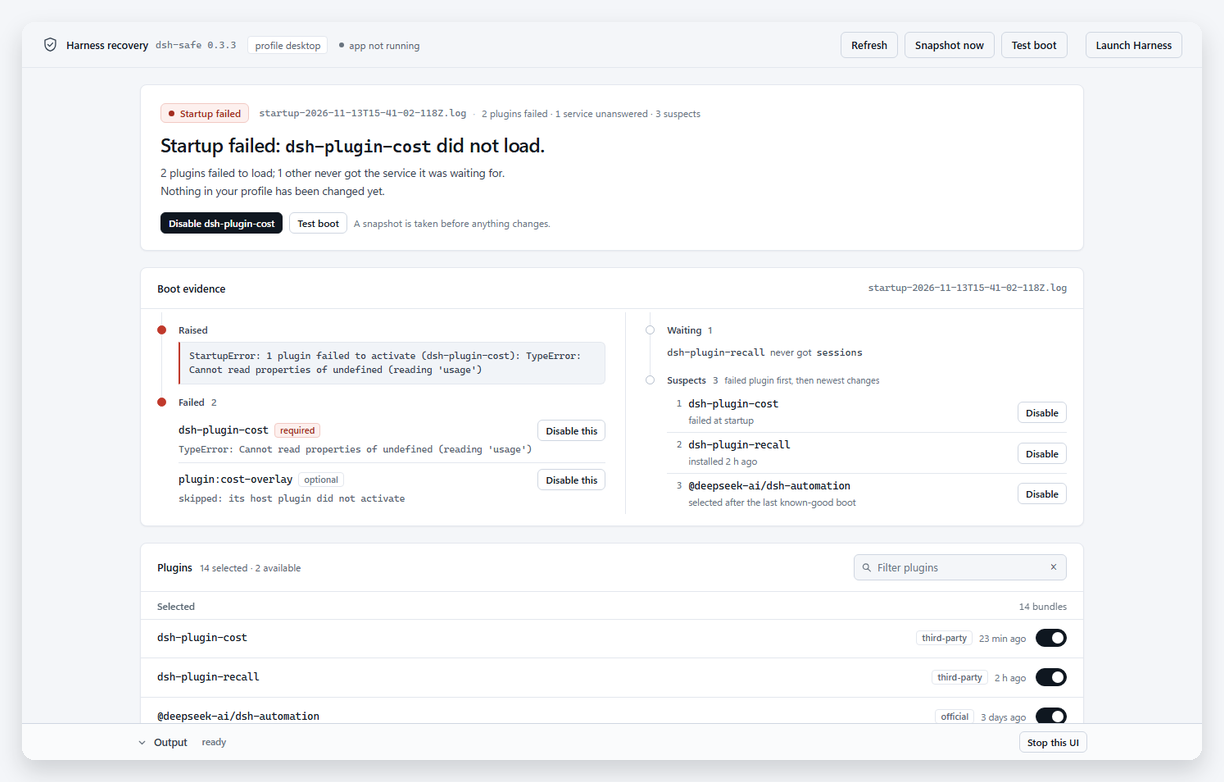 Harness recovery dsh-safe 0.3.3 profile desktop app not running Refresh Snapshot now Test boot Launch Harness
Startup failed startup-2026-11-13T15-41-02-118Z.log · 2 plugins failed · 1 service unanswered · 3 suspects
Startup failed: dsh-plugin-cost did not load.
2 plugins failed to load; 1 other never got the service it was waiting for.
Nothing in your profile has been changed yet.
Disable dsh-plugin-cost Test boot A snapshot is taken before anything changes.
Boot evidence startup-2026-11-13T15-41-02-118Z.log
Raised
StartupError: 1 plugin failed to activate (dsh-plugin-cost): TypeError:
Cannot read properties of undefined (reading 'usage')
Failed 2
dsh-plugin-cost required Disable this
TypeError: Cannot read properties of undefined (reading 'usage')
plugin:cost-overlay optional Disable this
skipped: its host plugin did not activate
Waiting 1
dsh-plugin-recall never got sessions
Suspects 3 failed plugin first, then newest changes
1 dsh-plugin-cost Disable
failed at startup
2 dsh-plugin-recall Disable
installed 2 h ago
3 @deepseek-ai/dsh-automation Disable
selected after the last known-good boot
Plugins 14 selected · 2 available Filter plugins ×
Selected 14 bundles
dsh-plugin-cost third-party 23 min ago
dsh-plugin-recall third-party 2 h ago
@deepseek-ai/dsh-automation official 3 days ago
Output ready Stop this UI